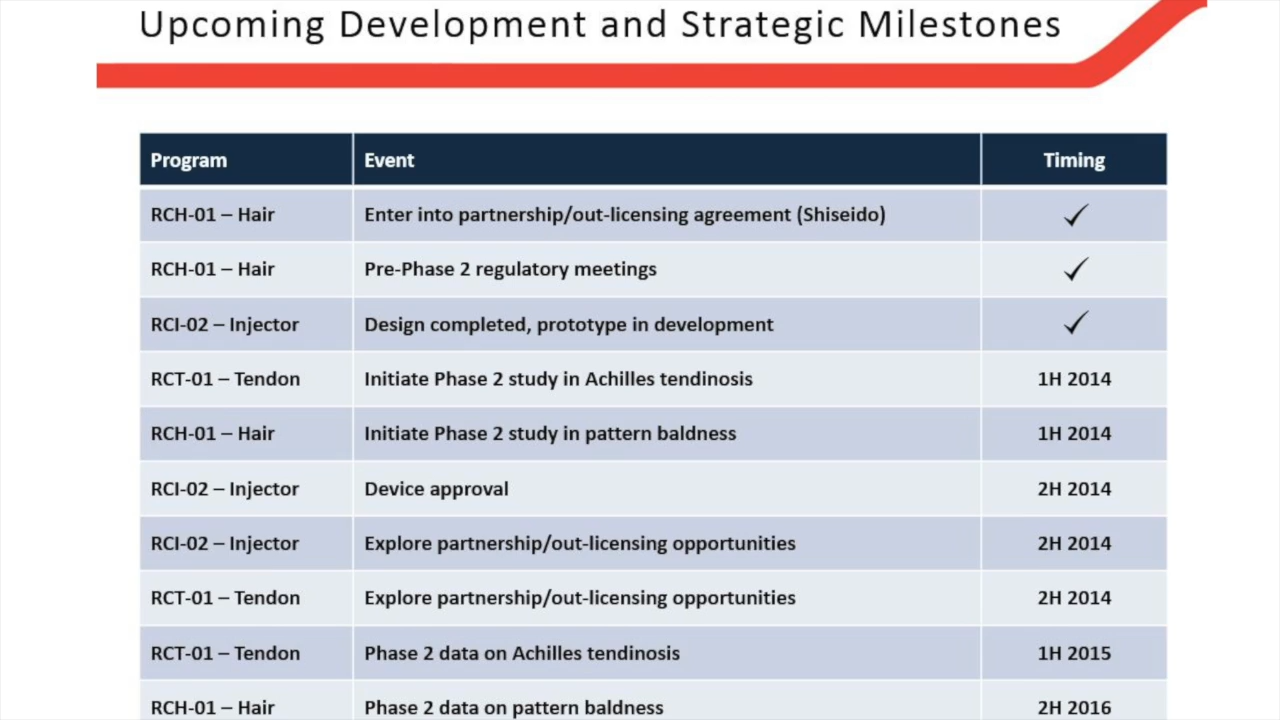 Upcoming Development and Strategic Milestones
Program Event Timing
RCH-01 – Hair Enter into partnership/out-licensing agreement (Shiseido) ✓
RCH-01 – Hair Pre-Phase 2 regulatory meetings ✓
RCI-02 – Injector Design completed, prototype in development ✓
RCT-01 – Tendon Initiate Phase 2 study in Achilles tendinosis 1H 2014
RCH-01 – Hair Initiate Phase 2 study in pattern baldness 1H 2014
RCI-02 – Injector Device approval 2H 2014
RCI-02 – Injector Explore partnership/out-licensing opportunities 2H 2014
RCT-01 – Tendon Explore partnership/out-licensing opportunities 2H 2014
RCT-01 – Tendon Phase 2 data on Achilles tendinosis 1H 2015
RCH-01 – Hair Phase 2 data on pattern baldness 2H 2016